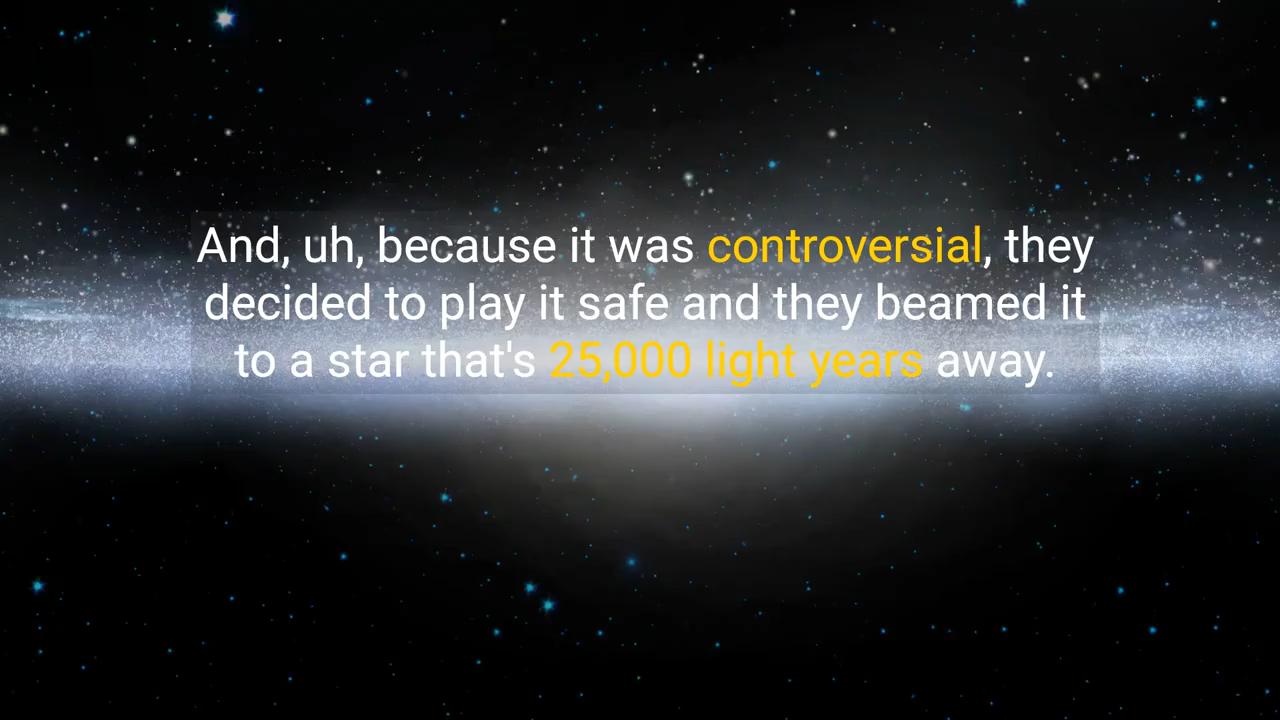 And, uh, because it was controversial, they
decided to play it safe and they beamed it
to a star that's 25,000 light years away.